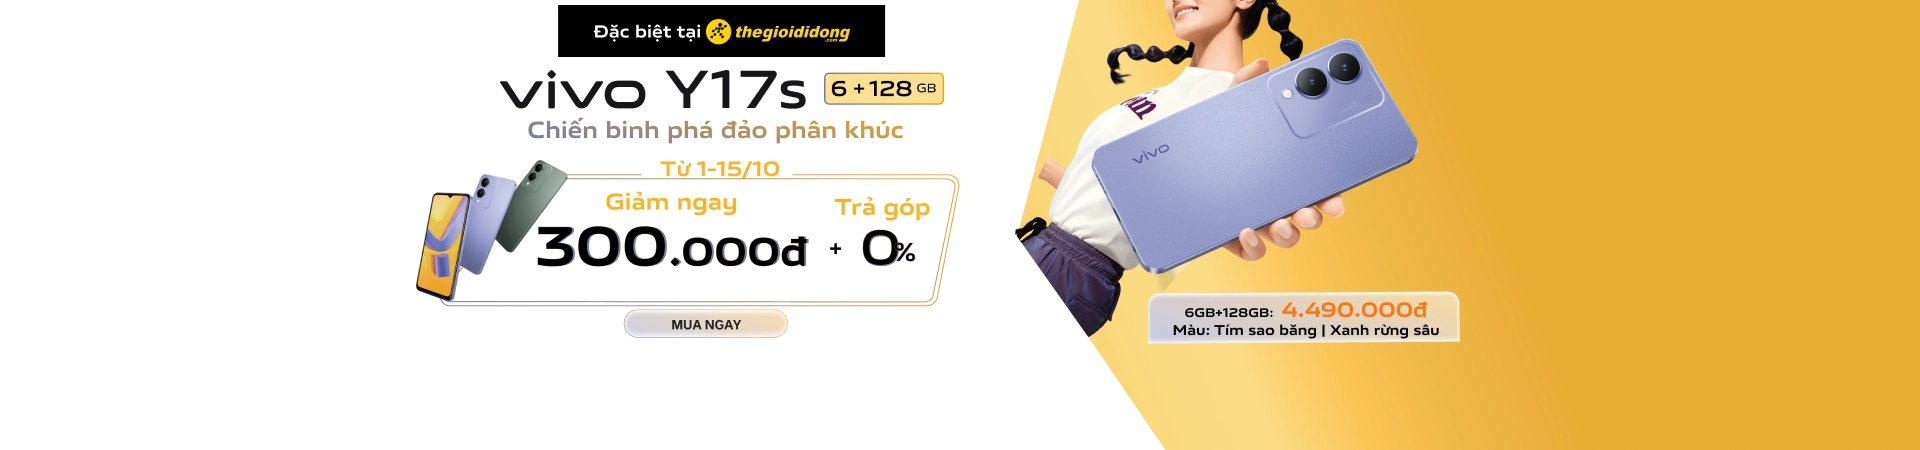 Đặc biệt tại thegioididong.com
vivo Y17s 6 + 128 GB
Chiến binh phá đảo phân khúc
Từ 1-15/10
Giảm ngay
300.000đ
+
Trả góp
0%
MUA NGAY
vivo
6GB+128GB: 4.490.000đ
Màu: Tím sao băng | Xanh rừng sâu